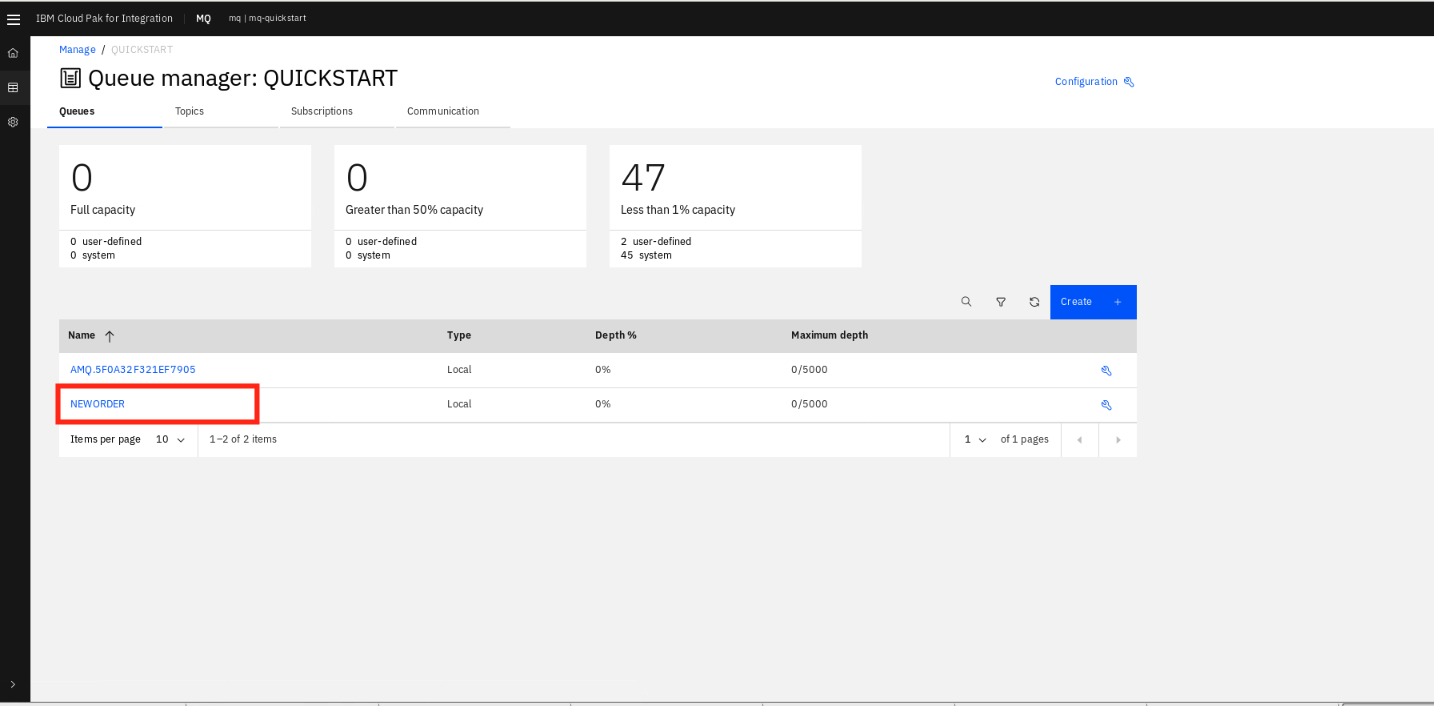 IBM Cloud Pak for Integration MQ mq | mq-quickstart
Manage / QUICKSTART
Queue manager: QUICKSTART
Configuration
Queues Topics Subscriptions Communication
0 0 47
Full capacity Greater than 50% capacity Less than 1% capacity
0 user-defined 0 user-defined 2 user-defined
0 system 0 system 45 system
Create +
Name Type Depth % Maximum depth
AMQ.5F0A32F321EF7905 Local 0% 0/5000
NEWORDER Local 0% 0/5000
Items per page 10 1–2 of 2 items 1 of 1 pages